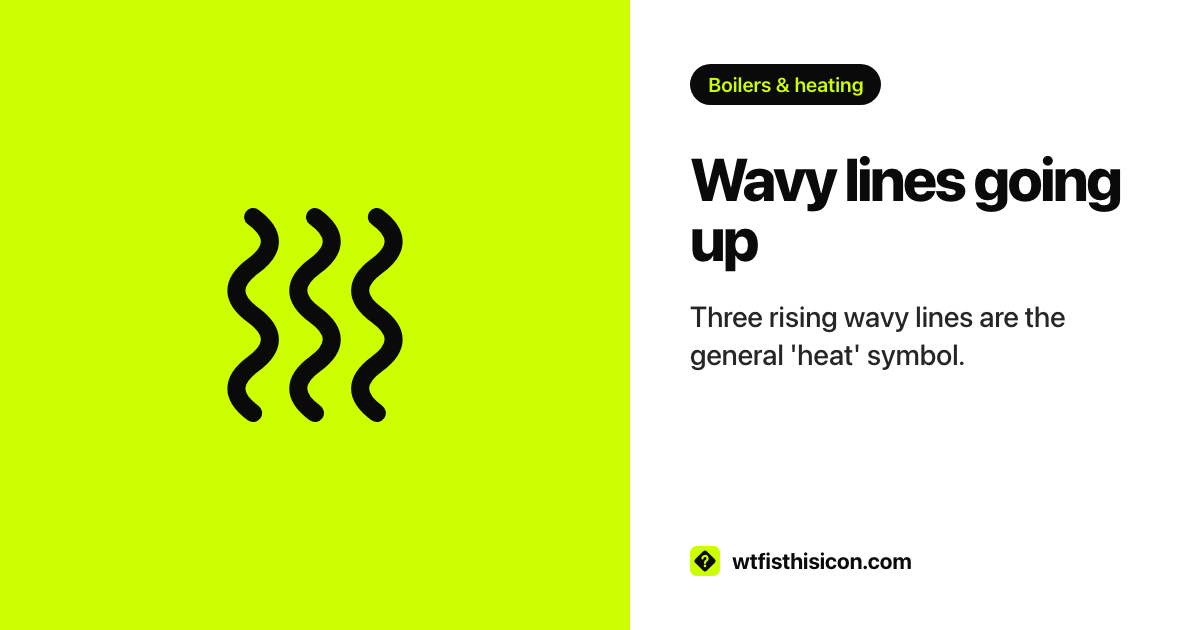 Boilers & heating
Wavy lines going
up
Three rising wavy lines are the
general 'heat' symbol.
?
wtfisthisicon.com